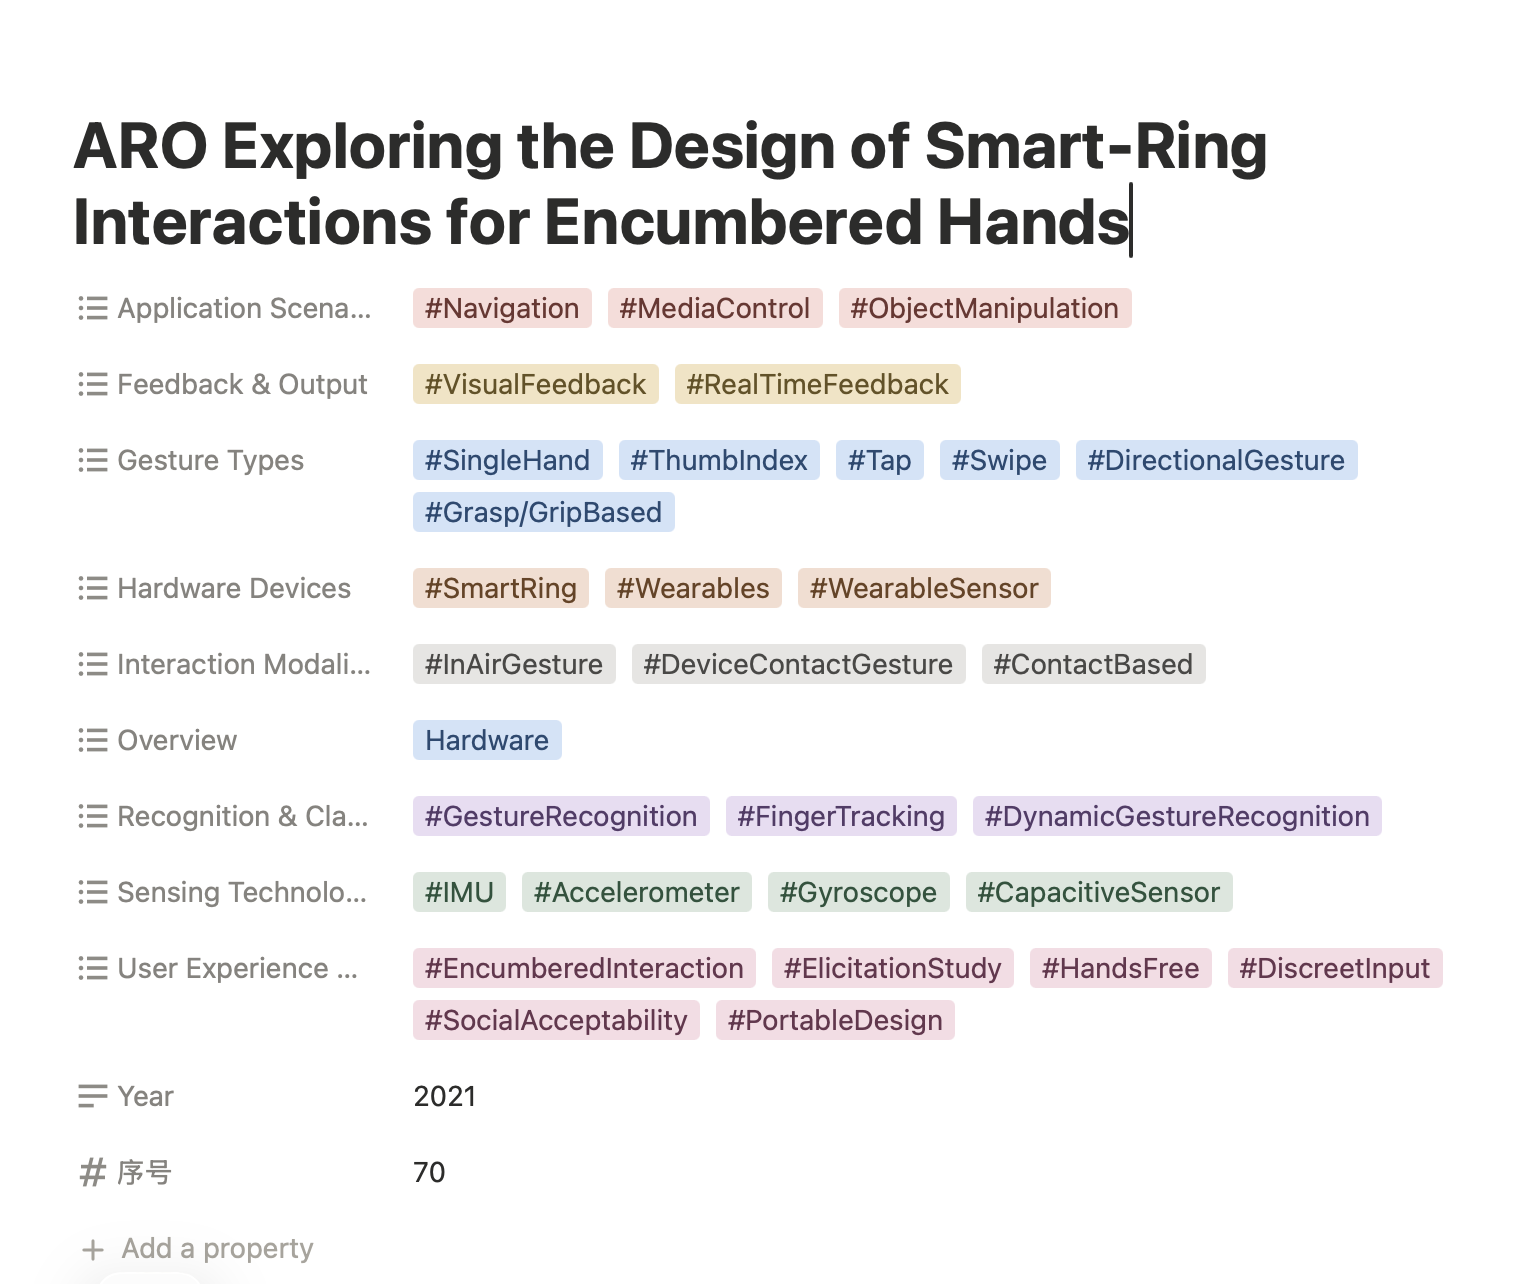 ARO Exploring the Design of Smart-Ring
Interactions for Encumbered Hands
Application Scena... #Navigation #MediaControl #ObjectManipulation
Feedback & Output #VisualFeedback #RealTimeFeedback
Gesture Types #SingleHand #ThumbIndex #Tap #Swipe #DirectionalGesture
#Grasp/GripBased
Hardware Devices #SmartRing #Wearables #WearableSensor
Interaction Modali... #InAirGesture #DeviceContactGesture #ContactBased
Overview Hardware
Recognition & Cla... #GestureRecognition #FingerTracking #DynamicGestureRecognition
Sensing Technolo... #IMU #Accelerometer #Gyroscope #CapacitiveSensor
User Experience ... #EncumberedInteraction #ElicitationStudy #HandsFree #DiscreetInput
#SocialAcceptability #PortableDesign
Year 2021
# 序号 70
+ Add a property